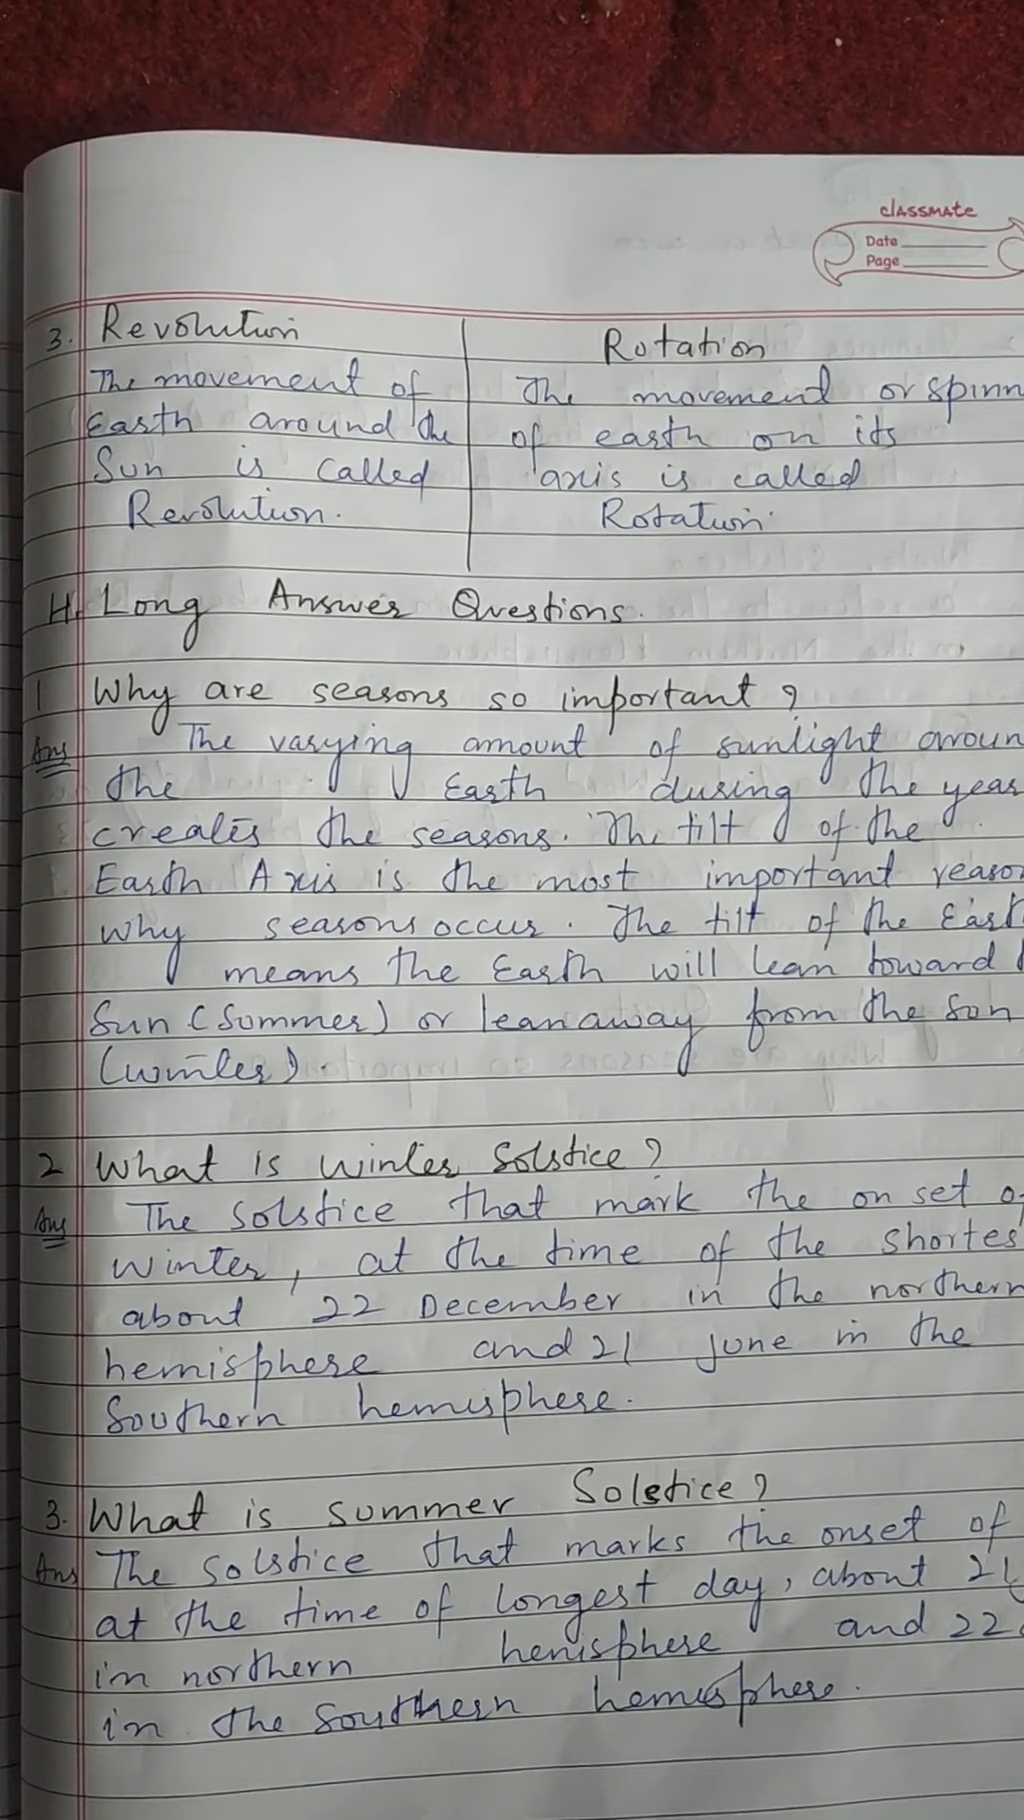 classmate
Date
Page
3. Revolution | Rotation
The movement of | The movement or spinn
Earth around the | of earth on its
Sun is called | axis is called
Revolution. | Rotation.
H. Long Answer Questions.
1 Why are seasons so important ?
Ans The varying amount of sunlight aroun
the Earth during the year
creates the seasons. The tilt of the
Earth Axis is the most important reason
why seasons occur. The tilt of the Eart
means the Earth will lean toward
Sun (Summer) or lean away from the Sun
(winter).
2 What is winter Solstice?
Ans The Solstice that mark the on set of
winter, at the time of the shortes
about 22 December in the northern
hemisphere and 21 June in the
Southern hemisphere.
3. What is summer Solstice?
Ans The Solstice that marks the onset of
at the time of longest day, about 21
in northern henisphere and 22
in the Southern hemisphere.